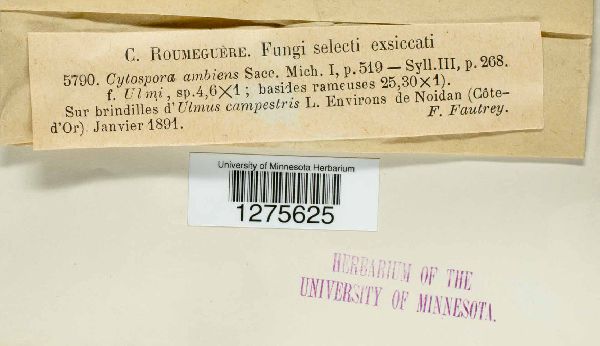 C. ROUMEGUÈRE. Fungi selecti exsiccati
5790. Cytospora ambiens Sacc. Mich. I, p. 519 — Syll. III, p. 268.
f. Ulmi, sp. 4,6×1; basides rameuses 25,30×1).
Sur brindilles d'Ulmus campestris L. Environs de Noidan (Côte-
d'Or). Janvier 1891. F. Fautrey.
University of Minnesota Herbarium
1275625
HERBARIUM OF THE
UNIVERSITY OF MINNESOTA.